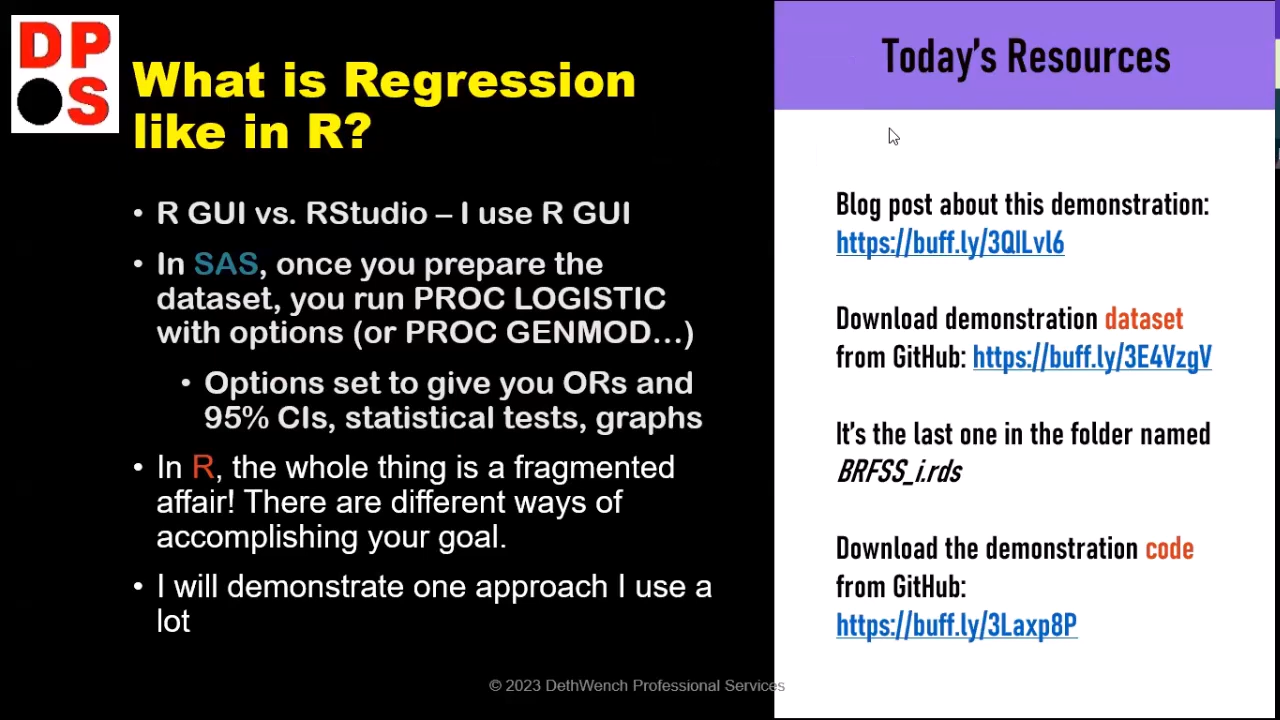 DP
S
What is Regression
like in R?
• R GUI vs. RStudio – I use R GUI
• In SAS, once you prepare the
dataset, you run PROC LOGISTIC
with options (or PROC GENMOD…)
• Options set to give you ORs and
95% CIs, statistical tests, graphs
• In R, the whole thing is a fragmented
affair! There are different ways of
accomplishing your goal.
• I will demonstrate one approach I use a
lot
Today's Resources
Blog post about this demonstration:
https://buff.ly/3QILvl6
Download demonstration dataset
from GitHub: https://buff.ly/3E4VzgV
It's the last one in the folder named
BRFSS_i.rds
Download the demonstration code
from GitHub:
https://buff.ly/3Laxp8P
© 2023 DethWench Professional Services